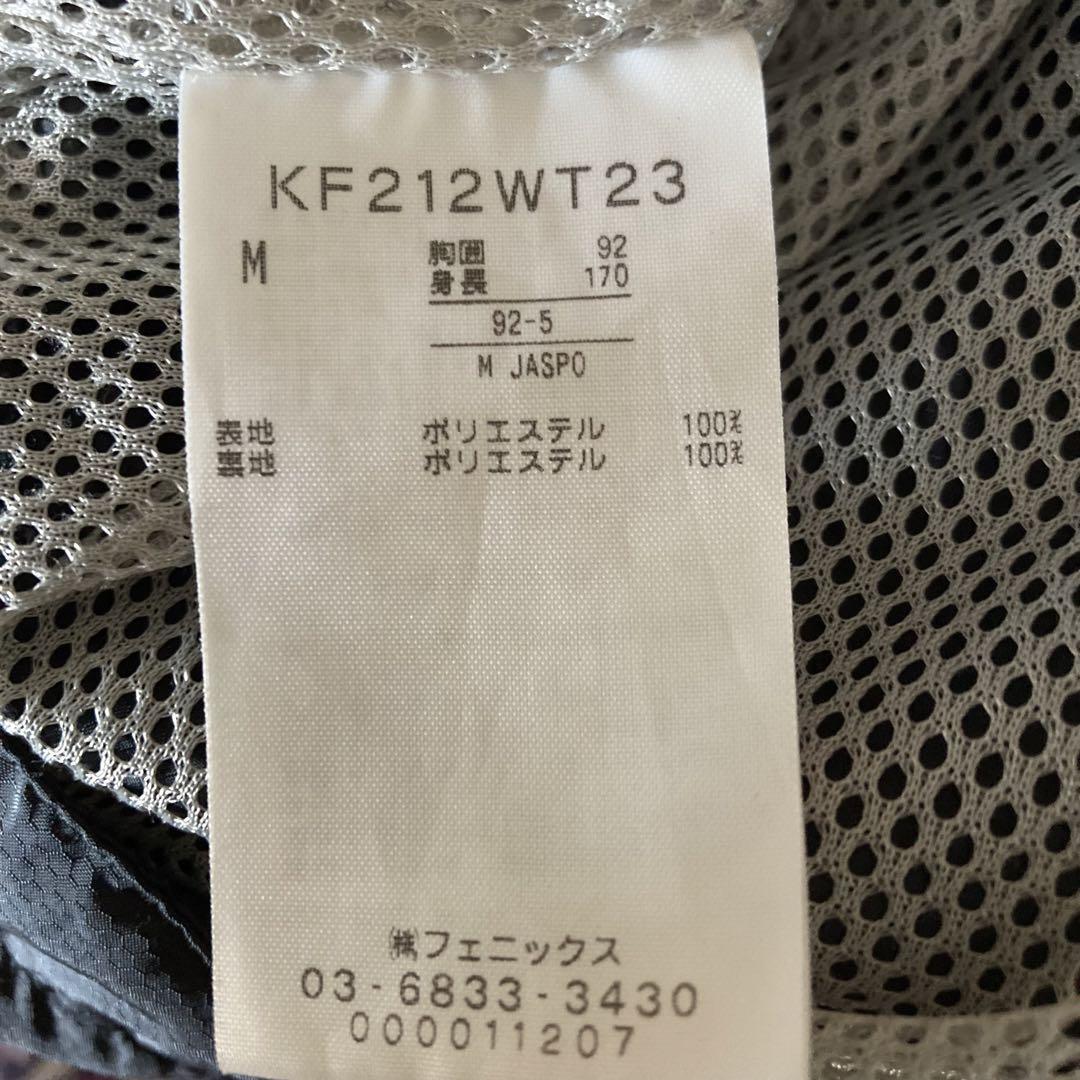 KF212WT23
M 胸囲 92
身長 170
92-5
M JASPO
表地 ポリエステル 100%
裏地 ポリエステル 100%
㈱フェニックス
03-6833-3430
000011207